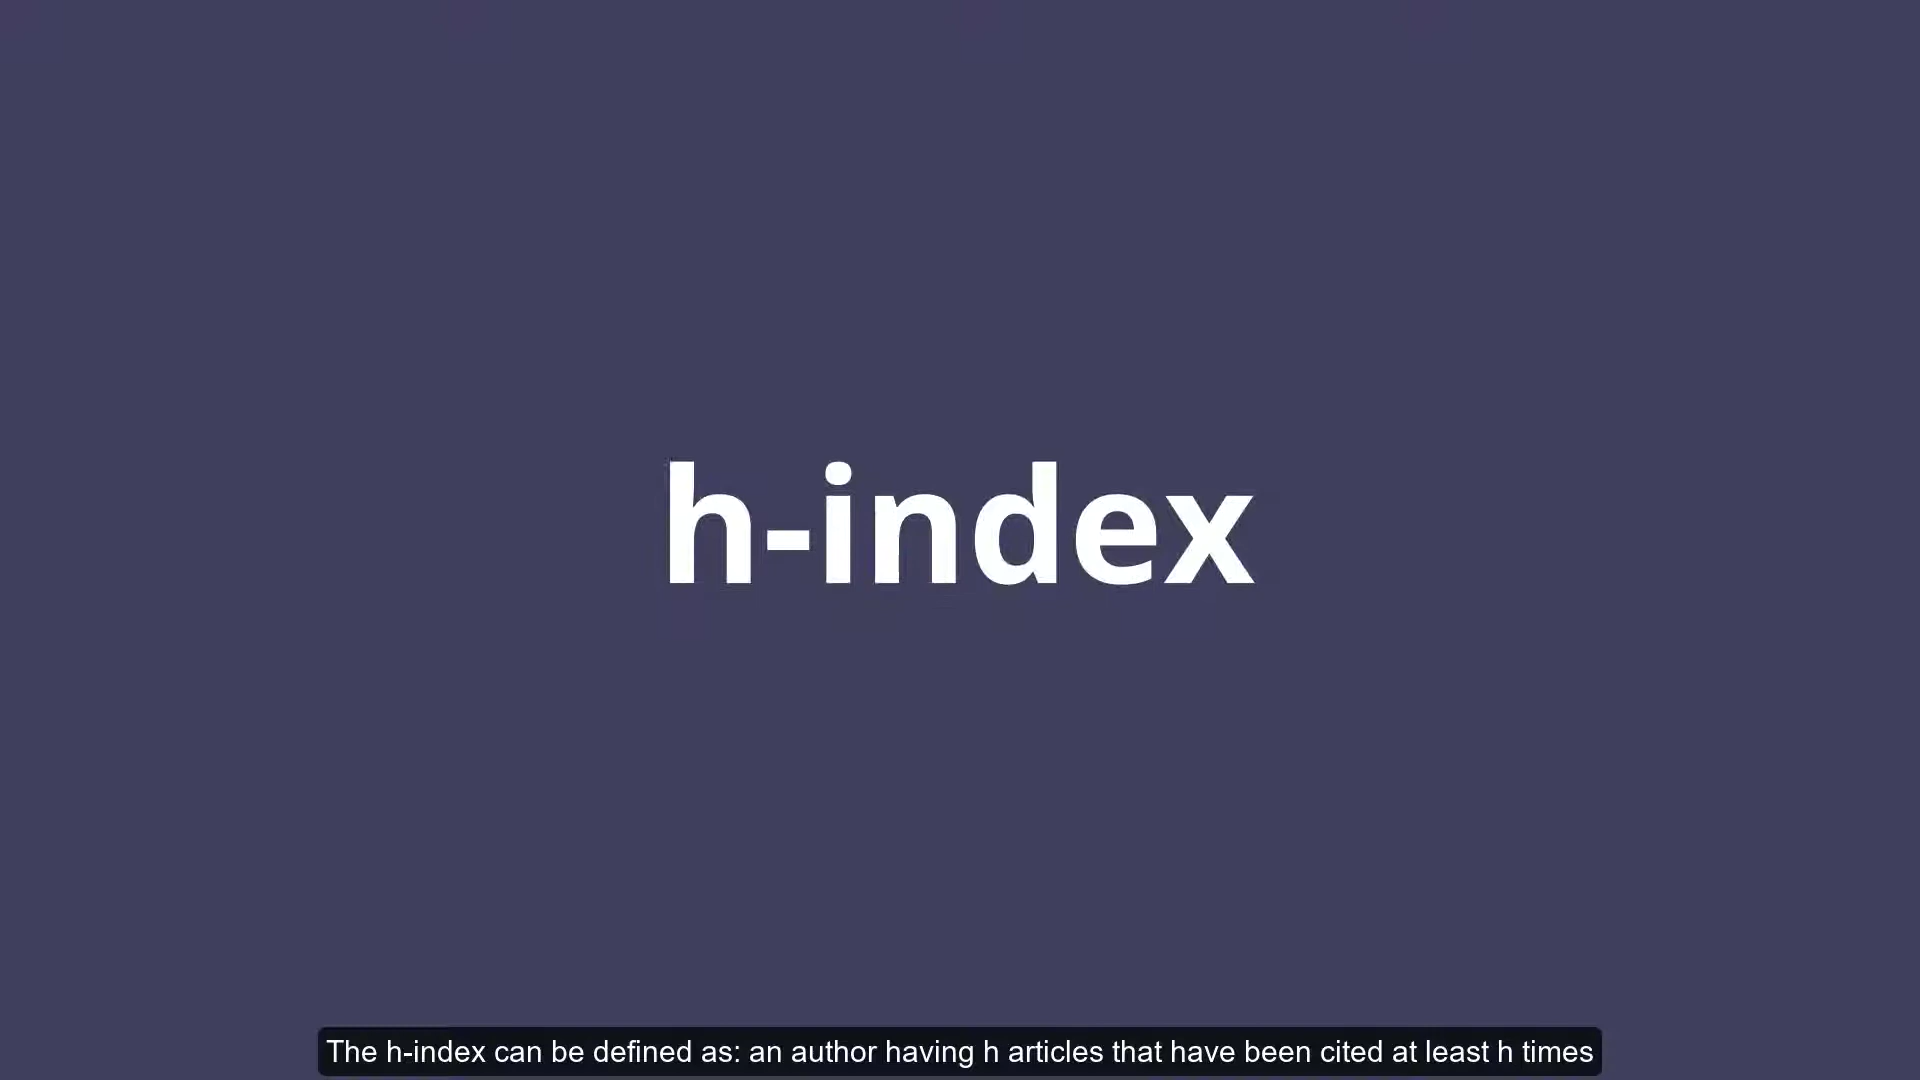 h-index
The h-index can be defined as: an author having h articles that have been cited at least h times